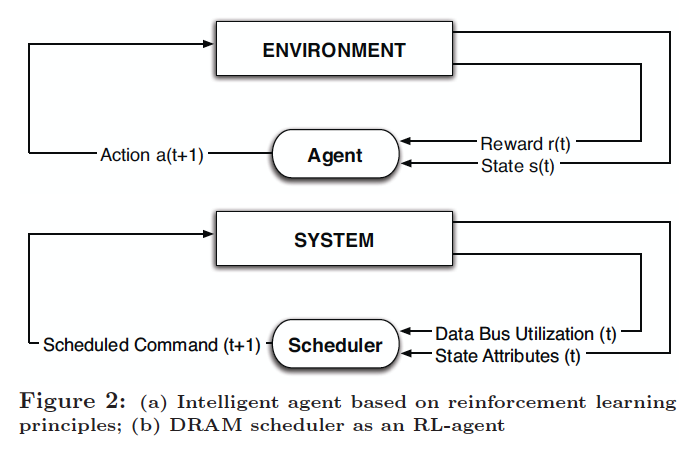 ENVIRONMENT
Reward r(t)
Action a(t+1)
Agent
State s(t)
SYSTEM
Data Bus Utilization (t)
Scheduled Command (t+1)
Scheduler
State Attributes (t)
Figure 2: (a) Intelligent agent based on reinforcement learning
principles; (b) DRAM scheduler as an RL-agent